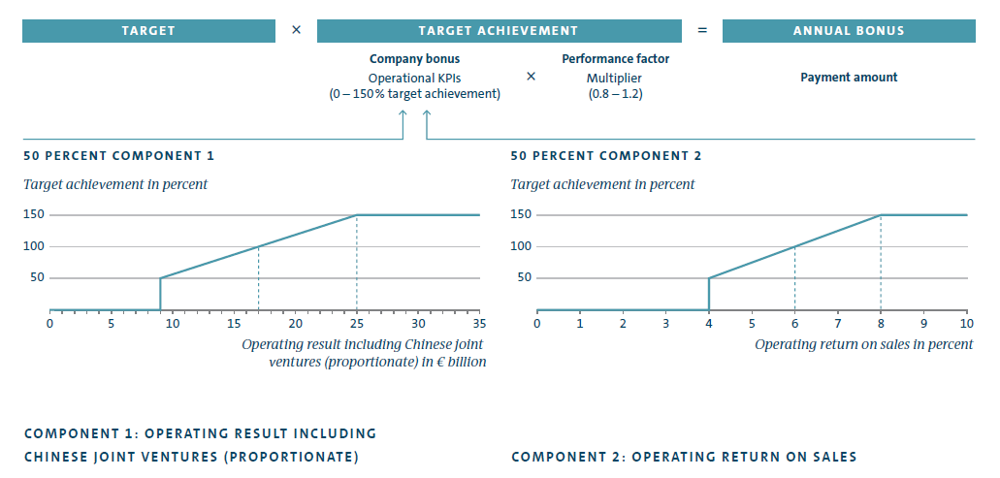 TARGET × TARGET ACHIEVEMENT = ANNUAL BONUS
Company bonus
Operational KPIs
(0 – 150% target achievement)
×
Performance factor
Multiplier
(0.8 – 1.2)
Payment amount
50 PERCENT COMPONENT 1
Target achievement in percent
150
100
50
0 5 10 15 20 25 30 35
Operating result including Chinese joint
ventures (proportionate) in € billion
50 PERCENT COMPONENT 2
Target achievement in percent
150
100
50
0 1 2 3 4 5 6 7 8 9 10
Operating return on sales in percent
COMPONENT 1: OPERATING RESULT INCLUDING
CHINESE JOINT VENTURES (PROPORTIONATE)
COMPONENT 2: OPERATING RETURN ON SALES